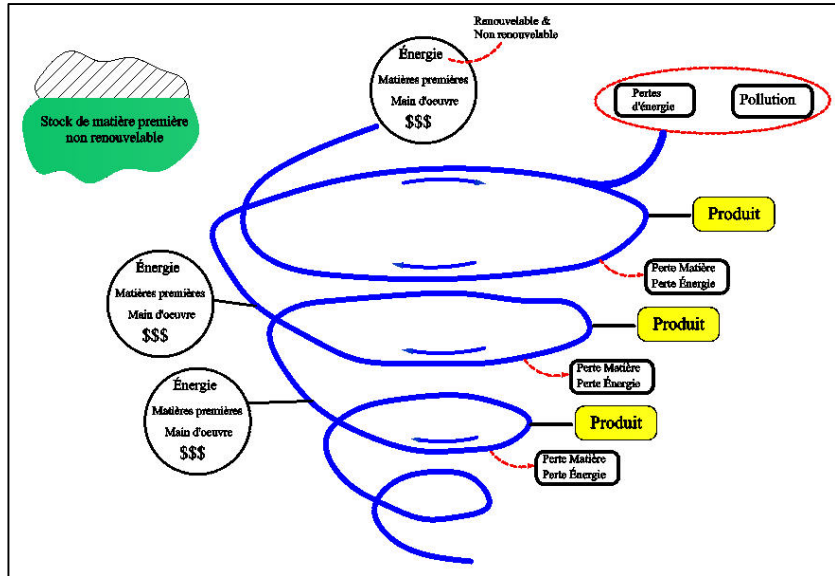 Renouvelable &
Non renouvelable
Énergie
Matières premières
Main d'oeuvre
$$$
Pertes
d'énergie
Pollution
Stock de matière première
non renouvelable
Produit
Perte Matière
Perte Énergie
Énergie
Matières premières
Main d'oeuvre
$$$
Produit
Perte Matière
Perte Énergie
Énergie
Matières premières
Main d'oeuvre
$$$
Produit
Perte Matière
Perte Énergie